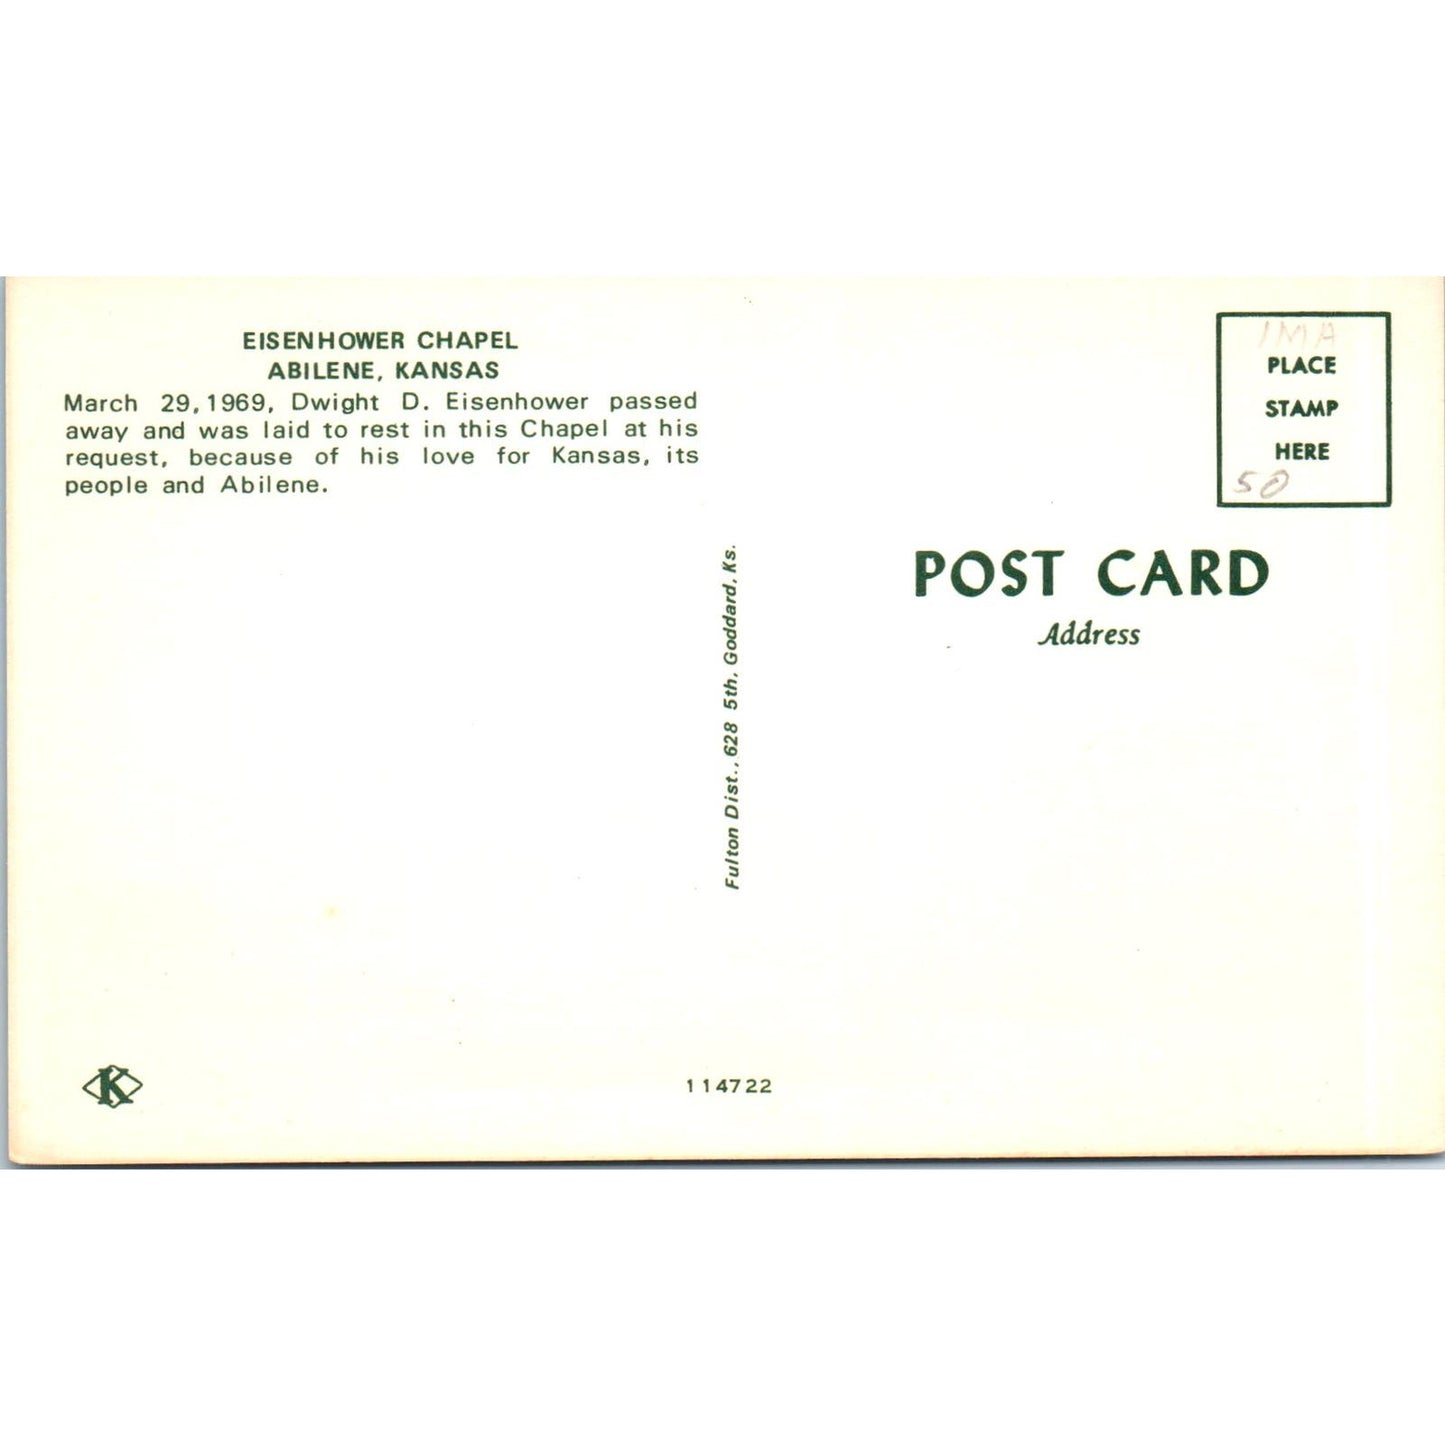 EISENHOWER CHAPEL
ABILENE, KANSAS
March 29, 1969, Dwight D. Eisenhower passed
away and was laid to rest in this Chapel at his
request, because of his love for Kansas, its
people and Abilene.
Fulton Dist., 628 5th, Goddard, Ks.
K
114722
IMA
PLACE
STAMP
HERE
50
POST CARD
Address